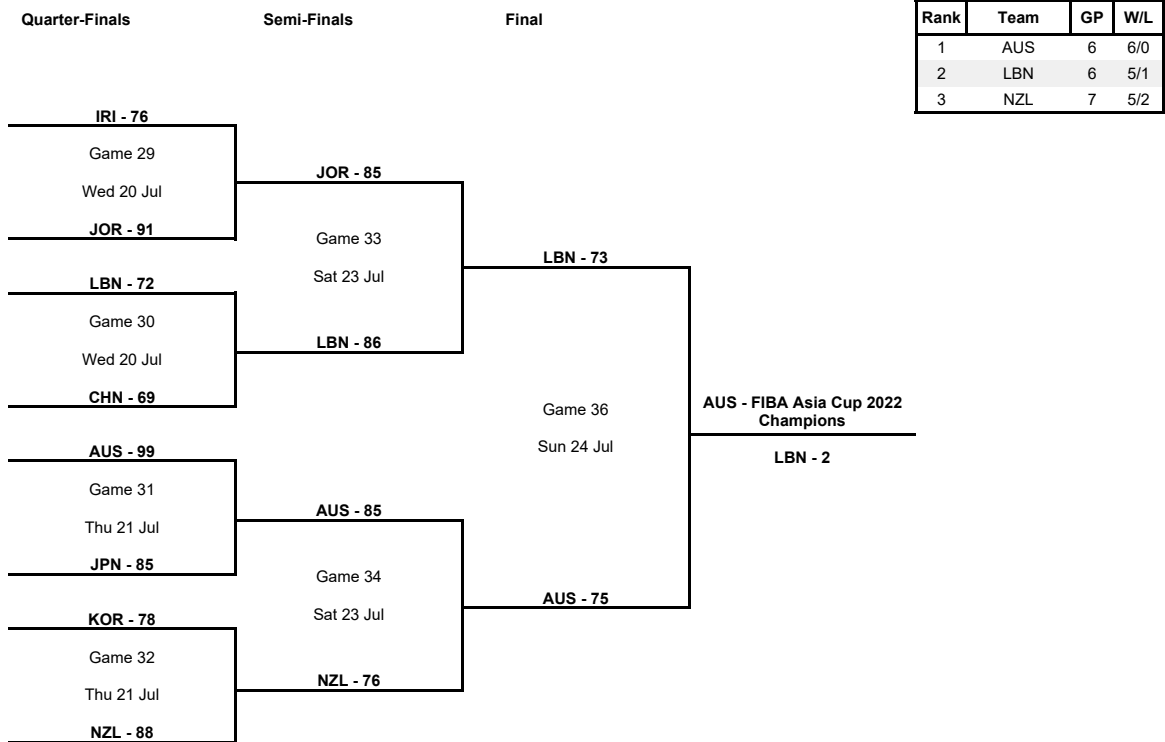 Quarter-Finals Semi-Finals Final
Rank Team GP W/L
1 AUS 6 6/0
2 LBN 6 5/1
3 NZL 7 5/2
IRI - 76
Game 29
Wed 20 Jul
JOR - 91
LBN - 72
Game 30
Wed 20 Jul
CHN - 69
AUS - 99
Game 31
Thu 21 Jul
JPN - 85
KOR - 78
Game 32
Thu 21 Jul
NZL - 88
JOR - 85
Game 33
Sat 23 Jul
LBN - 86
AUS - 85
Game 34
Sat 23 Jul
NZL - 76
LBN - 73
Game 36
Sun 24 Jul
AUS - 75
AUS - FIBA Asia Cup 2022
Champions
LBN - 2